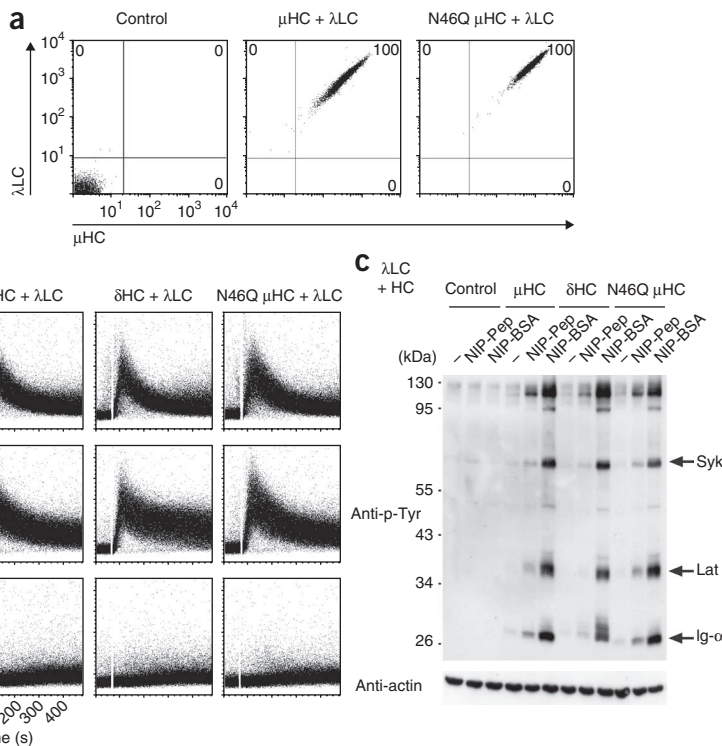 a
Control
μHC + λLC
N46Q μHC + λLC
10⁴
10³
10²
10¹
λLC
0 0
0
0 100
0
0 100
0
10¹ 10² 10³ 10⁴
μHC
HC + λLC
δHC + λLC
N46Q μHC + λLC
200 300 400
e (s)
c
λLC
+ HC
Control μHC δHC N46Q μHC
– NIP-Pep NIP-BSA – NIP-Pep NIP-BSA – NIP-Pep NIP-BSA – NIP-Pep NIP-BSA
(kDa)
130
95
55
43
34
26
Anti-p-Tyr
Syk
Lat
Ig-α
Anti-actin